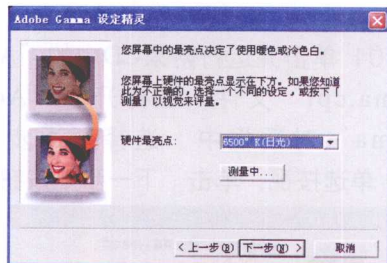 Adobe Gamma 设定精灵
您屏幕中的最亮点决定了使用暖色或冷色白。
您屏幕上硬件的最亮点显示在下方。如果您知道
此为不正确的，选择一个不同的设定，或按下「
测量」以视觉来评量。
硬件最亮点：
6500° K(日光)
测量中...
< 上一步(B)
下一步(N) >
取消